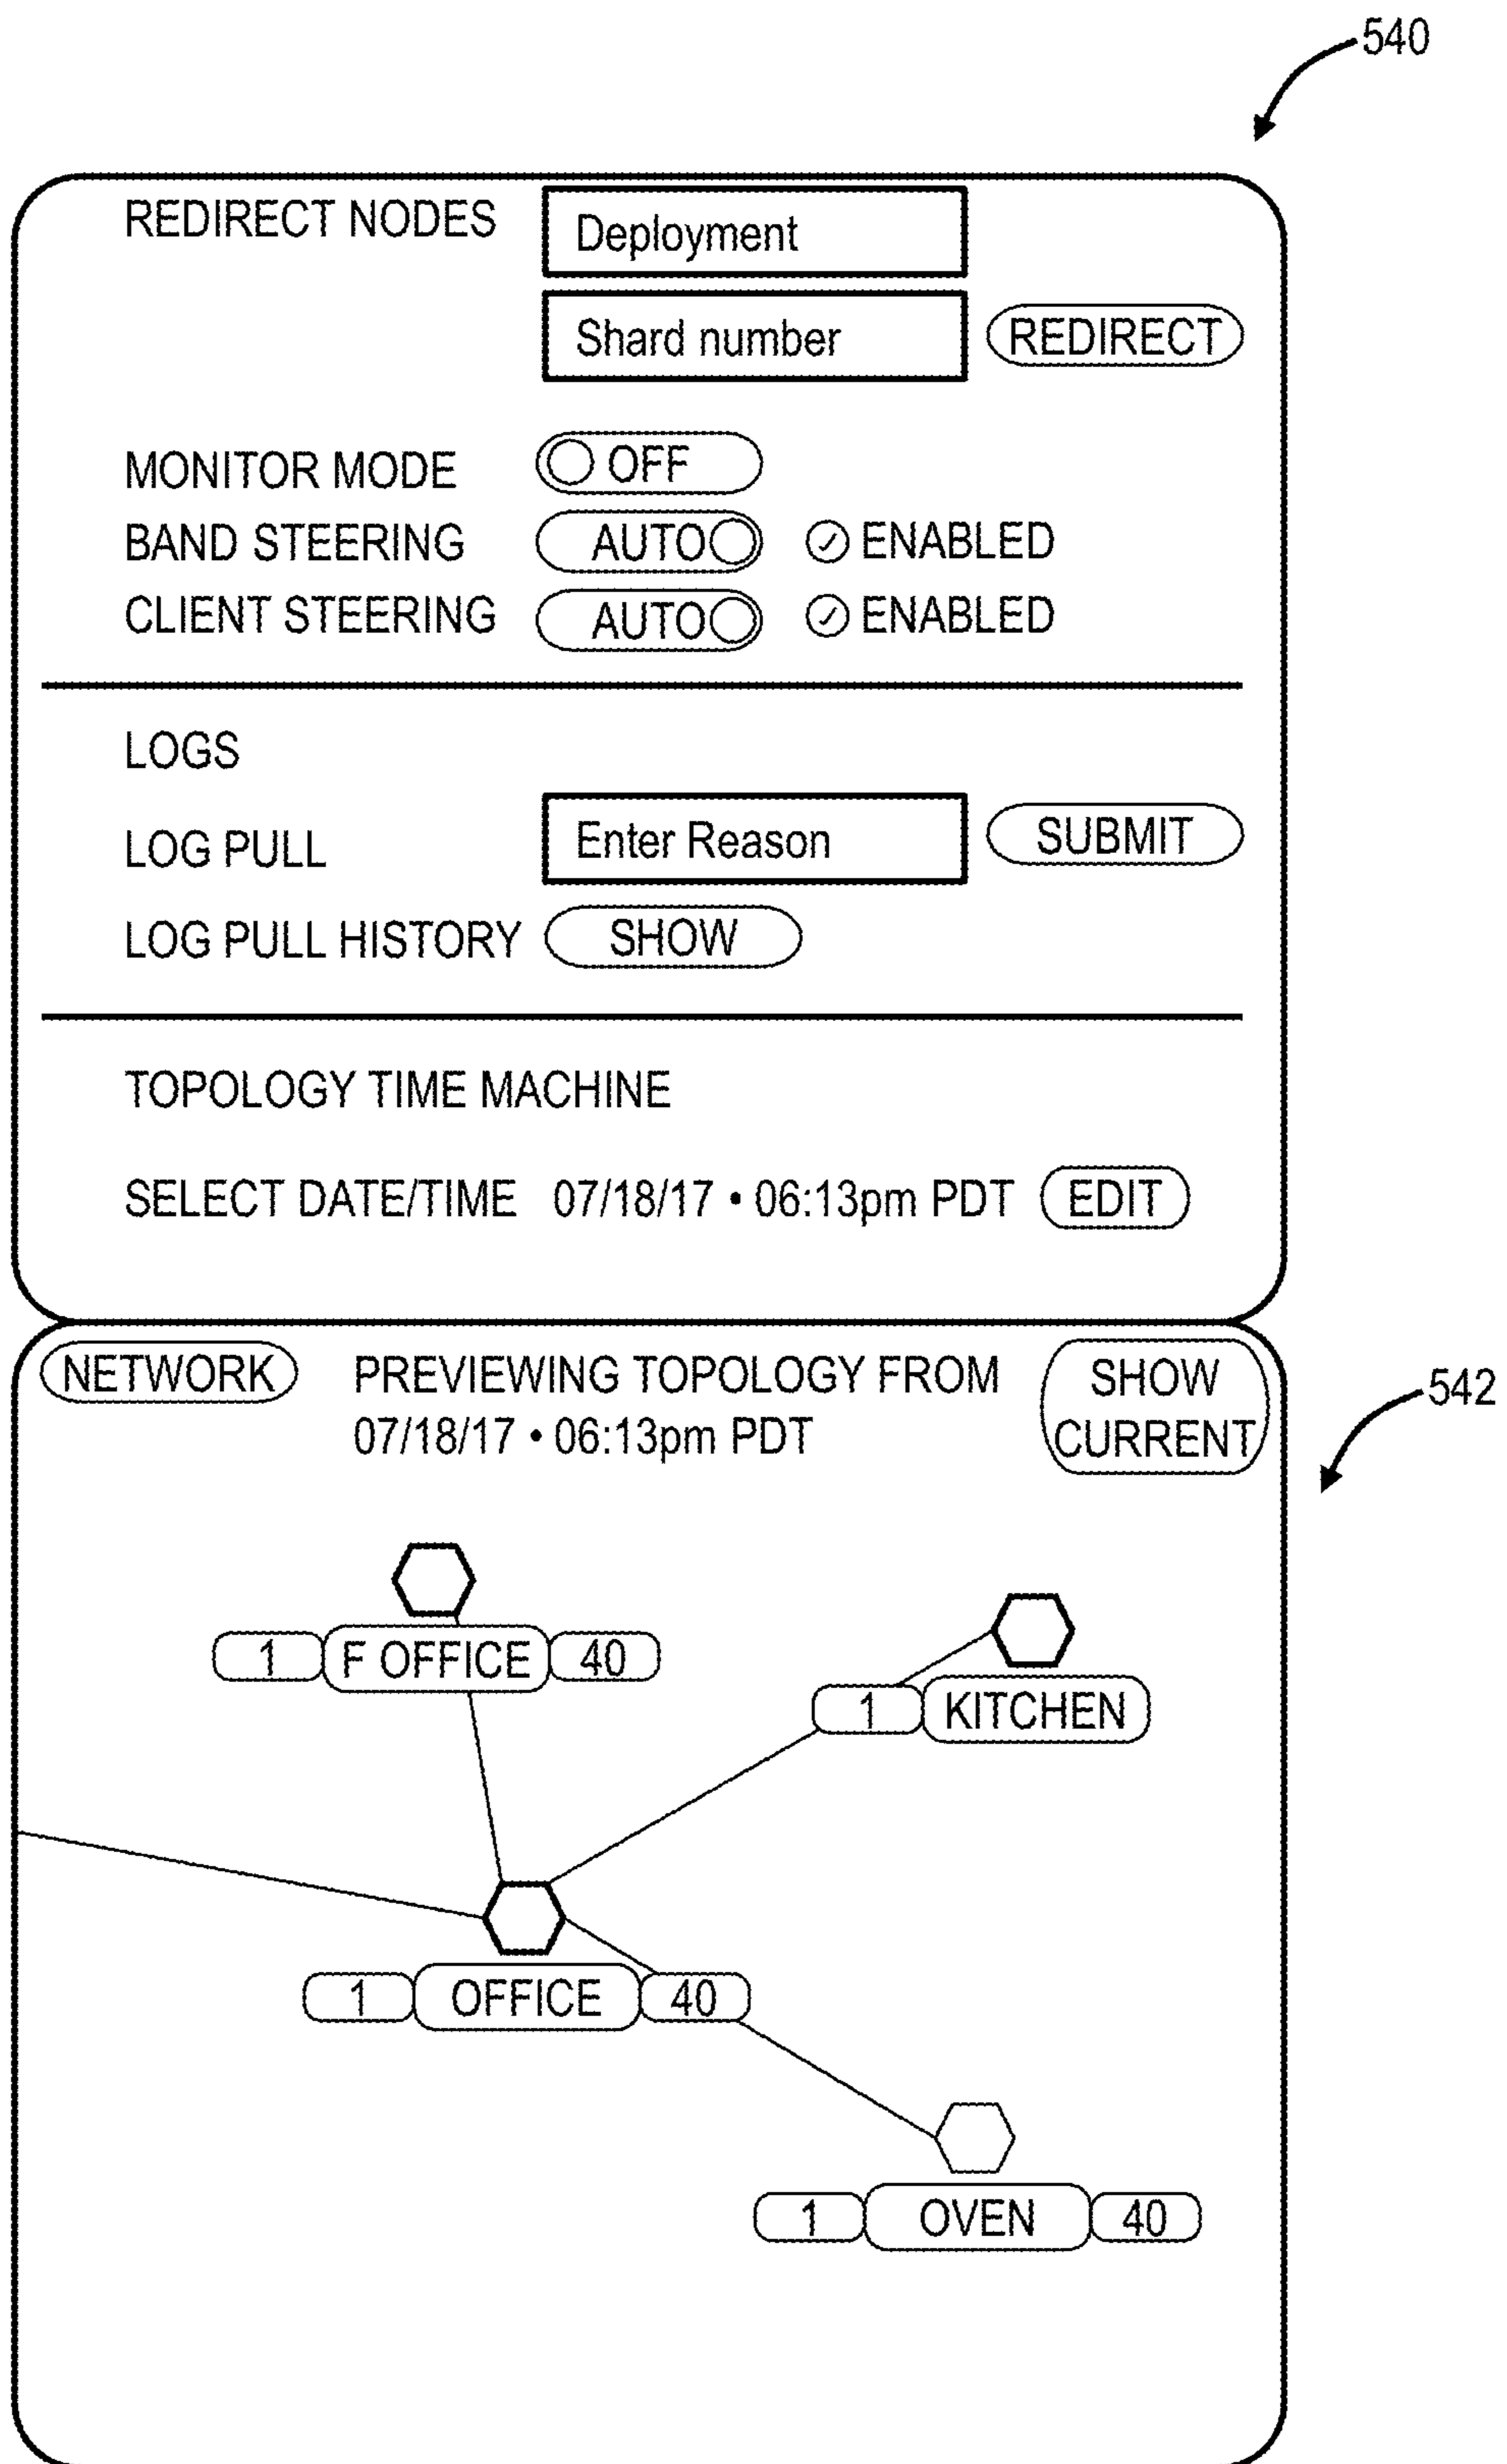 540
REDIRECT NODES Deployment
Shard number REDIRECT
MONITOR MODE OFF
BAND STEERING AUTO ENABLED
CLIENT STEERING AUTO ENABLED
LOGS
LOG PULL Enter Reason SUBMIT
LOG PULL HISTORY SHOW
TOPOLOGY TIME MACHINE
SELECT DATE/TIME 07/18/17 • 06:13pm PDT EDIT
NETWORK PREVIEWING TOPOLOGY FROM SHOW
07/18/17 • 06:13pm PDT CURRENT
542
1 F OFFICE 40
1 KITCHEN
1 OFFICE 40
1 OVEN 40